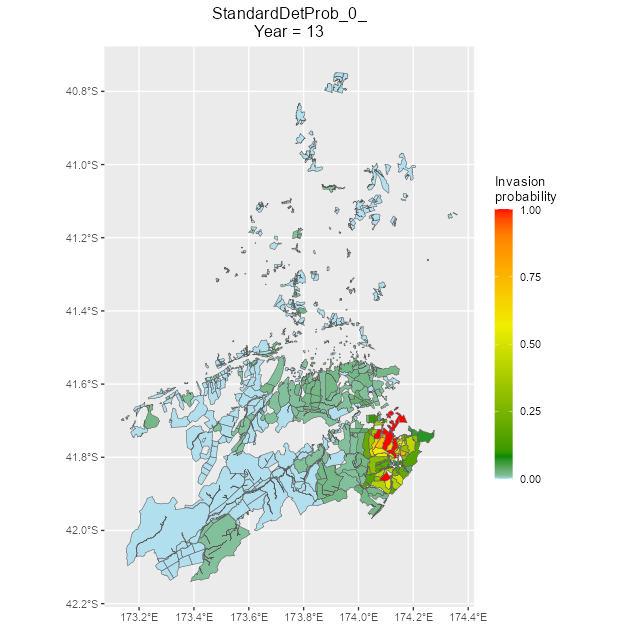 StandardDetProb_0_
Year = 13
40.8°S
41.0°S
41.2°S
41.4°S
41.6°S
41.8°S
42.0°S
42.2°S
173.2°E 173.4°E 173.6°E 173.8°E 174.0°E 174.2°E 174.4°E
Invasion
probability
1.00
0.75
0.50
0.25
0.00